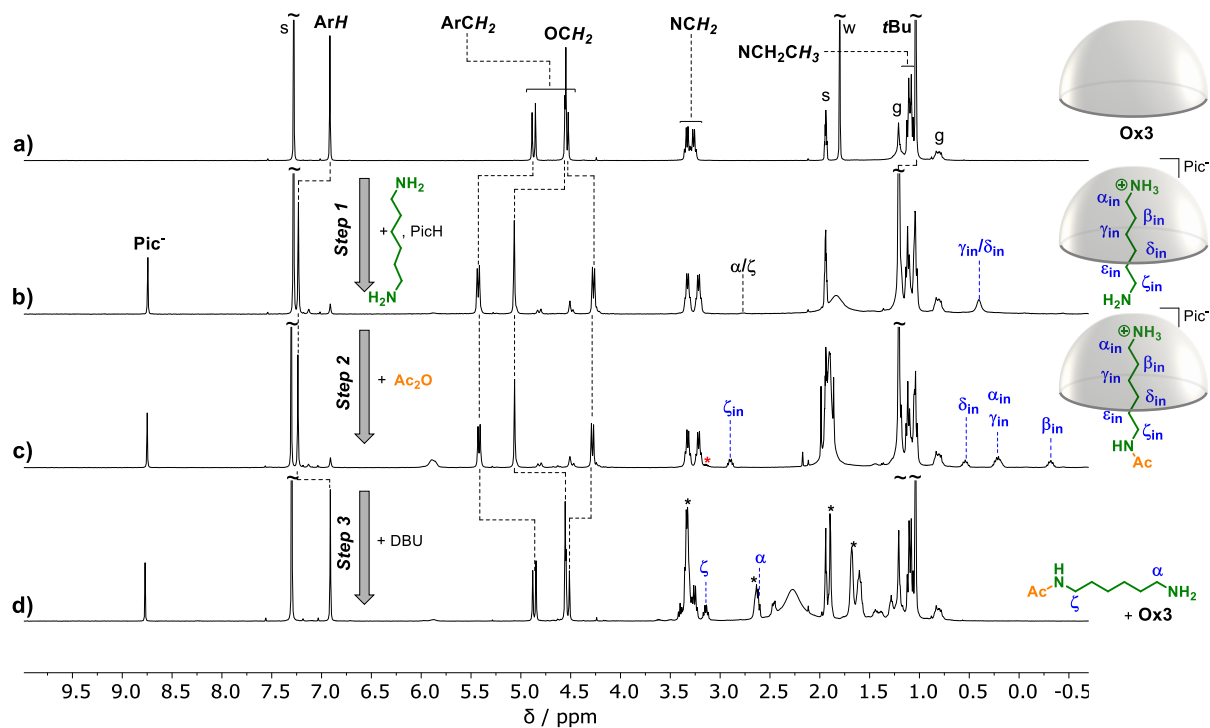 s ArH ArCH₂ OCH₂ NCH₂ NCH₂CH₃ tBu w s g g
~ ~
a)
Ox3
Step 1
+ NH₂
, PicH
H₂N
Pic⁻
α/ζ
γin/δin
~ ~
b)
Pic⁻
⊕NH₃
αin βin
γin δin
εin ζin
H₂N
Step 2
+ Ac₂O
* ζin δin αin γin βin
~ ~
c)
Pic⁻
⊕NH₃
αin βin
γin δin
εin ζin
HN
Ac
Step 3
+ DBU
* ζ * α * *
~ ~
d)
Ac H N ζ α NH₂
+ Ox3
9.5 9.0 8.5 8.0 7.5 7.0 6.5 6.0 5.5 5.0 4.5 4.0 3.5 3.0 2.5 2.0 1.5 1.0 0.5 0.0 -0.5
δ / ppm